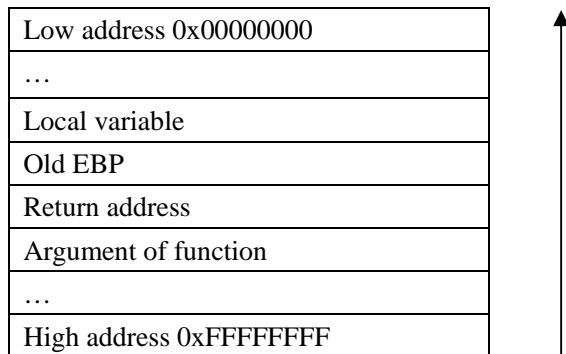 Low address 0x00000000
…
Local variable
Old EBP
Return address
Argument of function
…
High address 0xFFFFFFFF